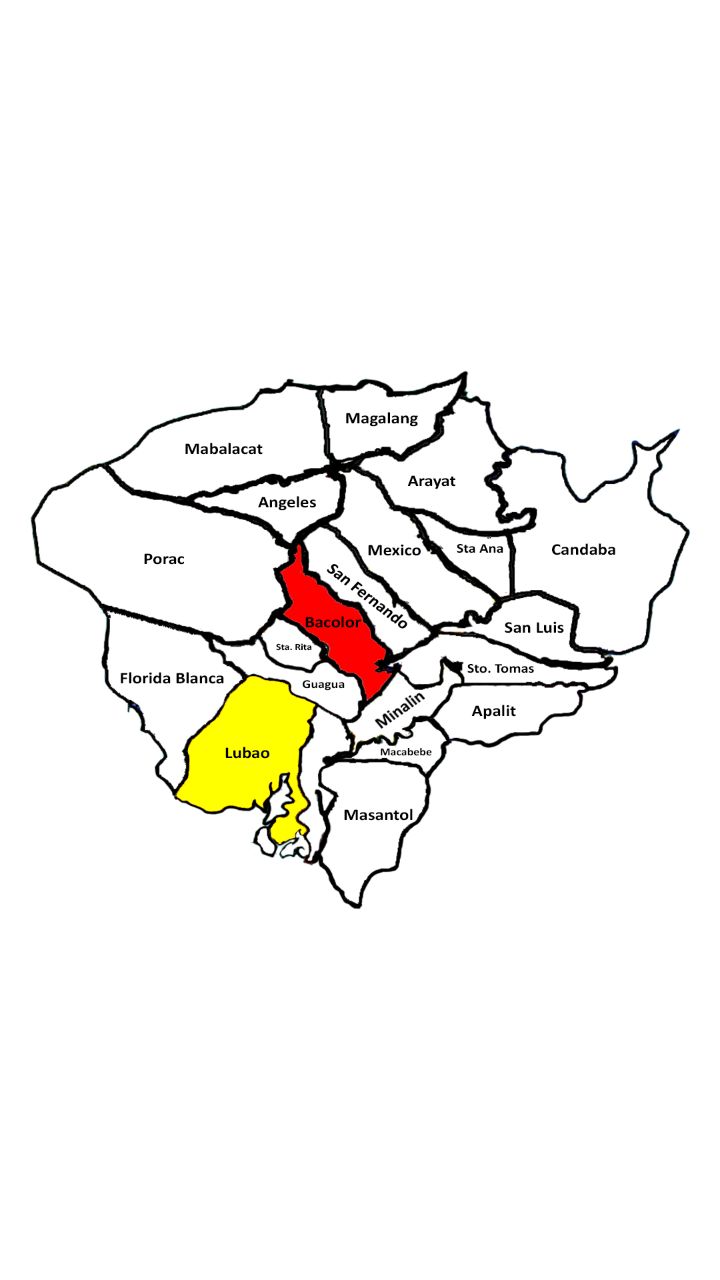 Magalang
Mabalacat
Arayat
Angeles
Mexico
Sta Ana
Candaba
Porac
San Fernando
Bacolor
San Luis
Sta. Rita
Sto. Tomas
Florida Blanca
Guagua
Minalin
Apalit
Lubao
Macabebe
Masantol